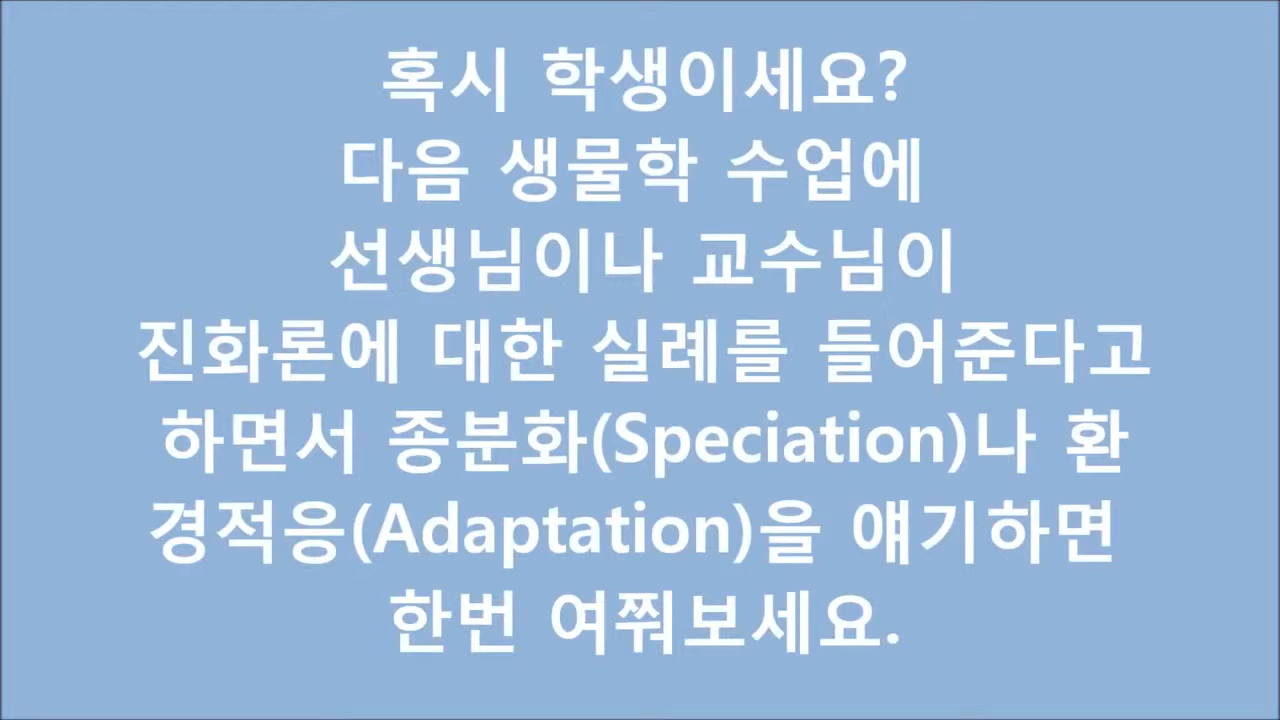 혹시 학생이세요?
다음 생물학 수업에
선생님이나 교수님이
진화론에 대한 실례를 들어준다고
하면서 종분화(Speciation)나 환
경적응(Adaptation)을 얘기하면
한번 여쭤보세요.